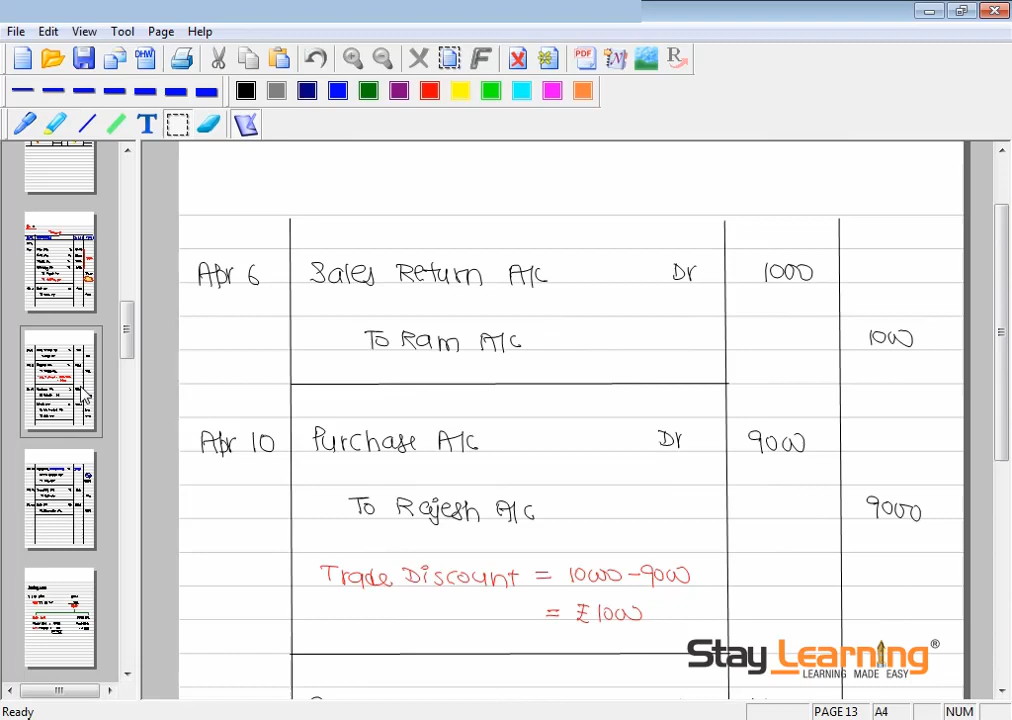 File Edit View Tool Page Help
DHW PDF
T
Apr 6 Sales Return A/C Dr 1000
To Ram A/C 1000
Apr 10 Purchase A/C Dr 9000
To Rajesh A/C 9000
Trade Discount = 10000 - 9000
= ₹ 1000
Stay Learning®
LEARNING MADE EASY
Ready PAGE 13 A4 NUM